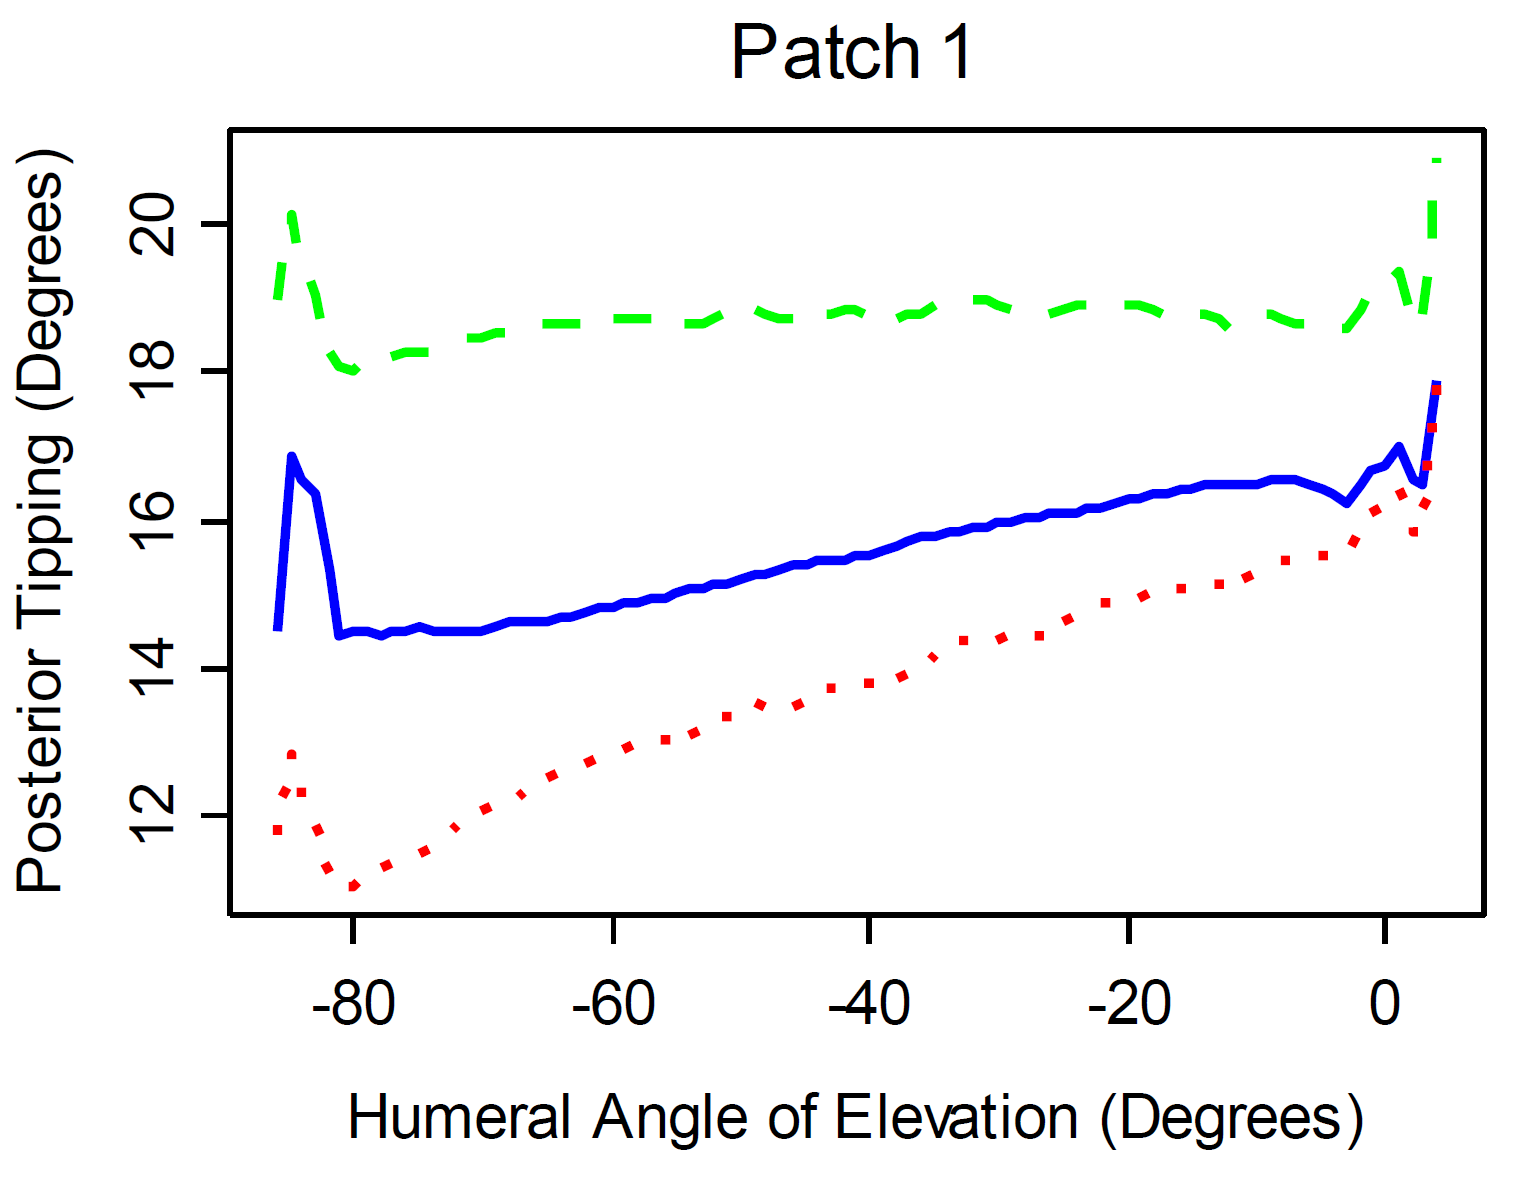 Patch 1
Posterior Tipping (Degrees)
20
18
16
14
12
-80 -60 -40 -20 0
Humeral Angle of Elevation (Degrees)